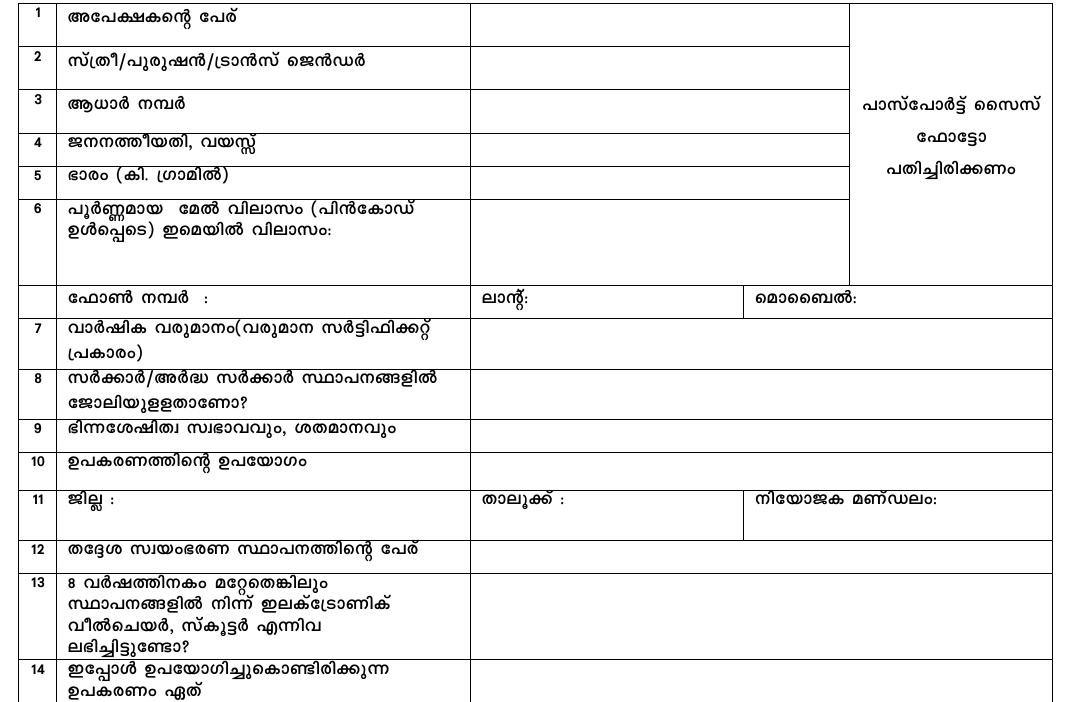 1 അപേക്ഷകന്റെ പേര്
2 സ്ത്രീ/പുരുഷൻ/ട്രാൻസ് ജെൻഡർ
3 ആധാർ നമ്പർ
4 ജനനത്തീയതി, വയസ്സ്
5 ഭാരം (കി. ഗ്രാമിൽ)
6 പൂർണ്ണമായ മേൽ വിലാസം (പിൻകോഡ്
ഉൾപ്പെടെ) ഇമെയിൽ വിലാസം:
പാസ്പോർട്ട് സൈസ്
ഫോട്ടോ
പതിച്ചിരിക്കണം
ഫോൺ നമ്പർ : ലാന്റ്: മൊബൈൽ:
7 വാർഷിക വരുമാനം(വരുമാന സർട്ടിഫിക്കറ്റ്
പ്രകാരം)
8 സർക്കാർ/അർദ്ധ സർക്കാർ സ്ഥാപനങ്ങളിൽ
ജോലിയുളളതാണോ?
9 ഭിന്നശേഷിത്വ സ്വഭാവവും, ശതമാനവും
10 ഉപകരണത്തിന്റെ ഉപയോഗം
11 ജില്ല : താലൂക്ക് : നിയോജക മണ്ഡലം:
12 തദ്ദേശ സ്വയംഭരണ സ്ഥാപനത്തിന്റെ പേര്
13 8 വർഷത്തിനകം മറ്റേതെങ്കിലും
സ്ഥാപനങ്ങളിൽ നിന്ന് ഇലക്ട്രോണിക്
വീൽചെയർ, സ്കൂട്ടർ എന്നിവ
ലഭിച്ചിട്ടുണ്ടോ?
14 ഇപ്പോൾ ഉപയോഗിച്ചുകൊണ്ടിരിക്കുന്ന
ഉപകരണം ഏത്